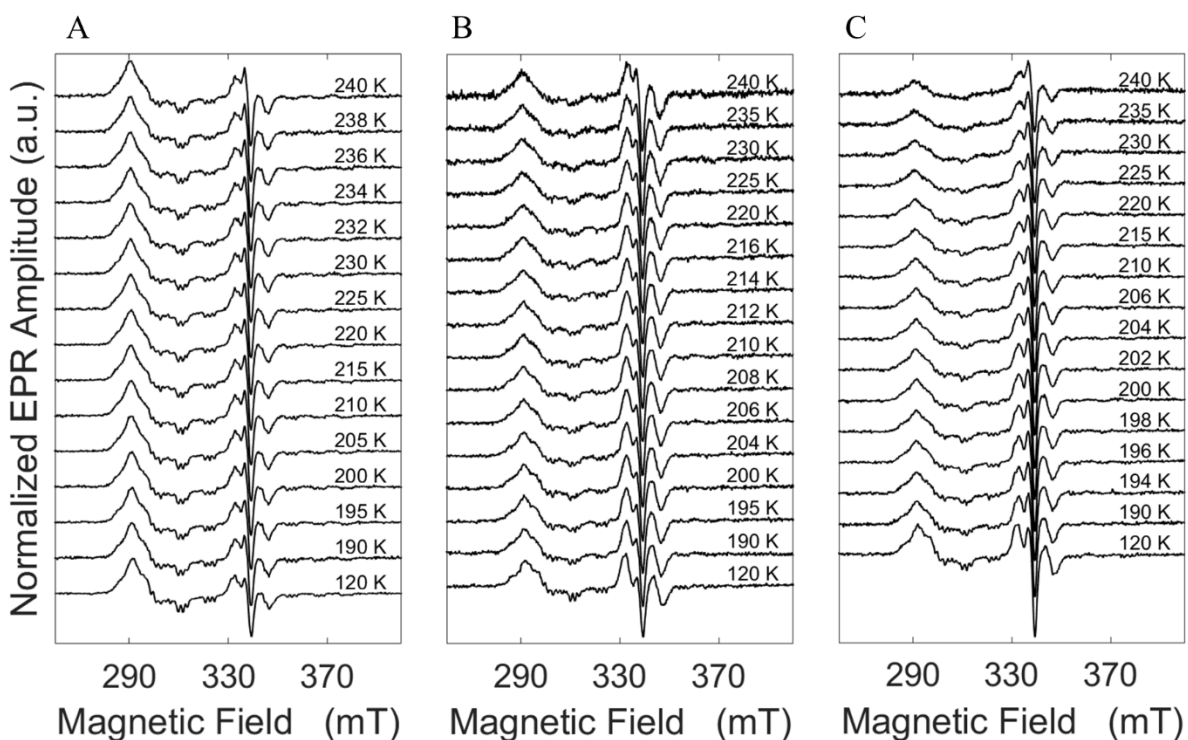 A
B
C
Normalized EPR Amplitude (a.u.)
240 K
238 K
236 K
234 K
232 K
230 K
225 K
220 K
215 K
210 K
205 K
200 K
195 K
190 K
120 K
240 K
235 K
230 K
225 K
220 K
216 K
214 K
212 K
210 K
208 K
206 K
204 K
200 K
195 K
190 K
120 K
240 K
235 K
230 K
225 K
220 K
215 K
210 K
206 K
204 K
202 K
200 K
198 K
196 K
194 K
190 K
120 K
290 330 370
290 330 370
290 330 370
Magnetic Field (mT)
Magnetic Field (mT)
Magnetic Field (mT)